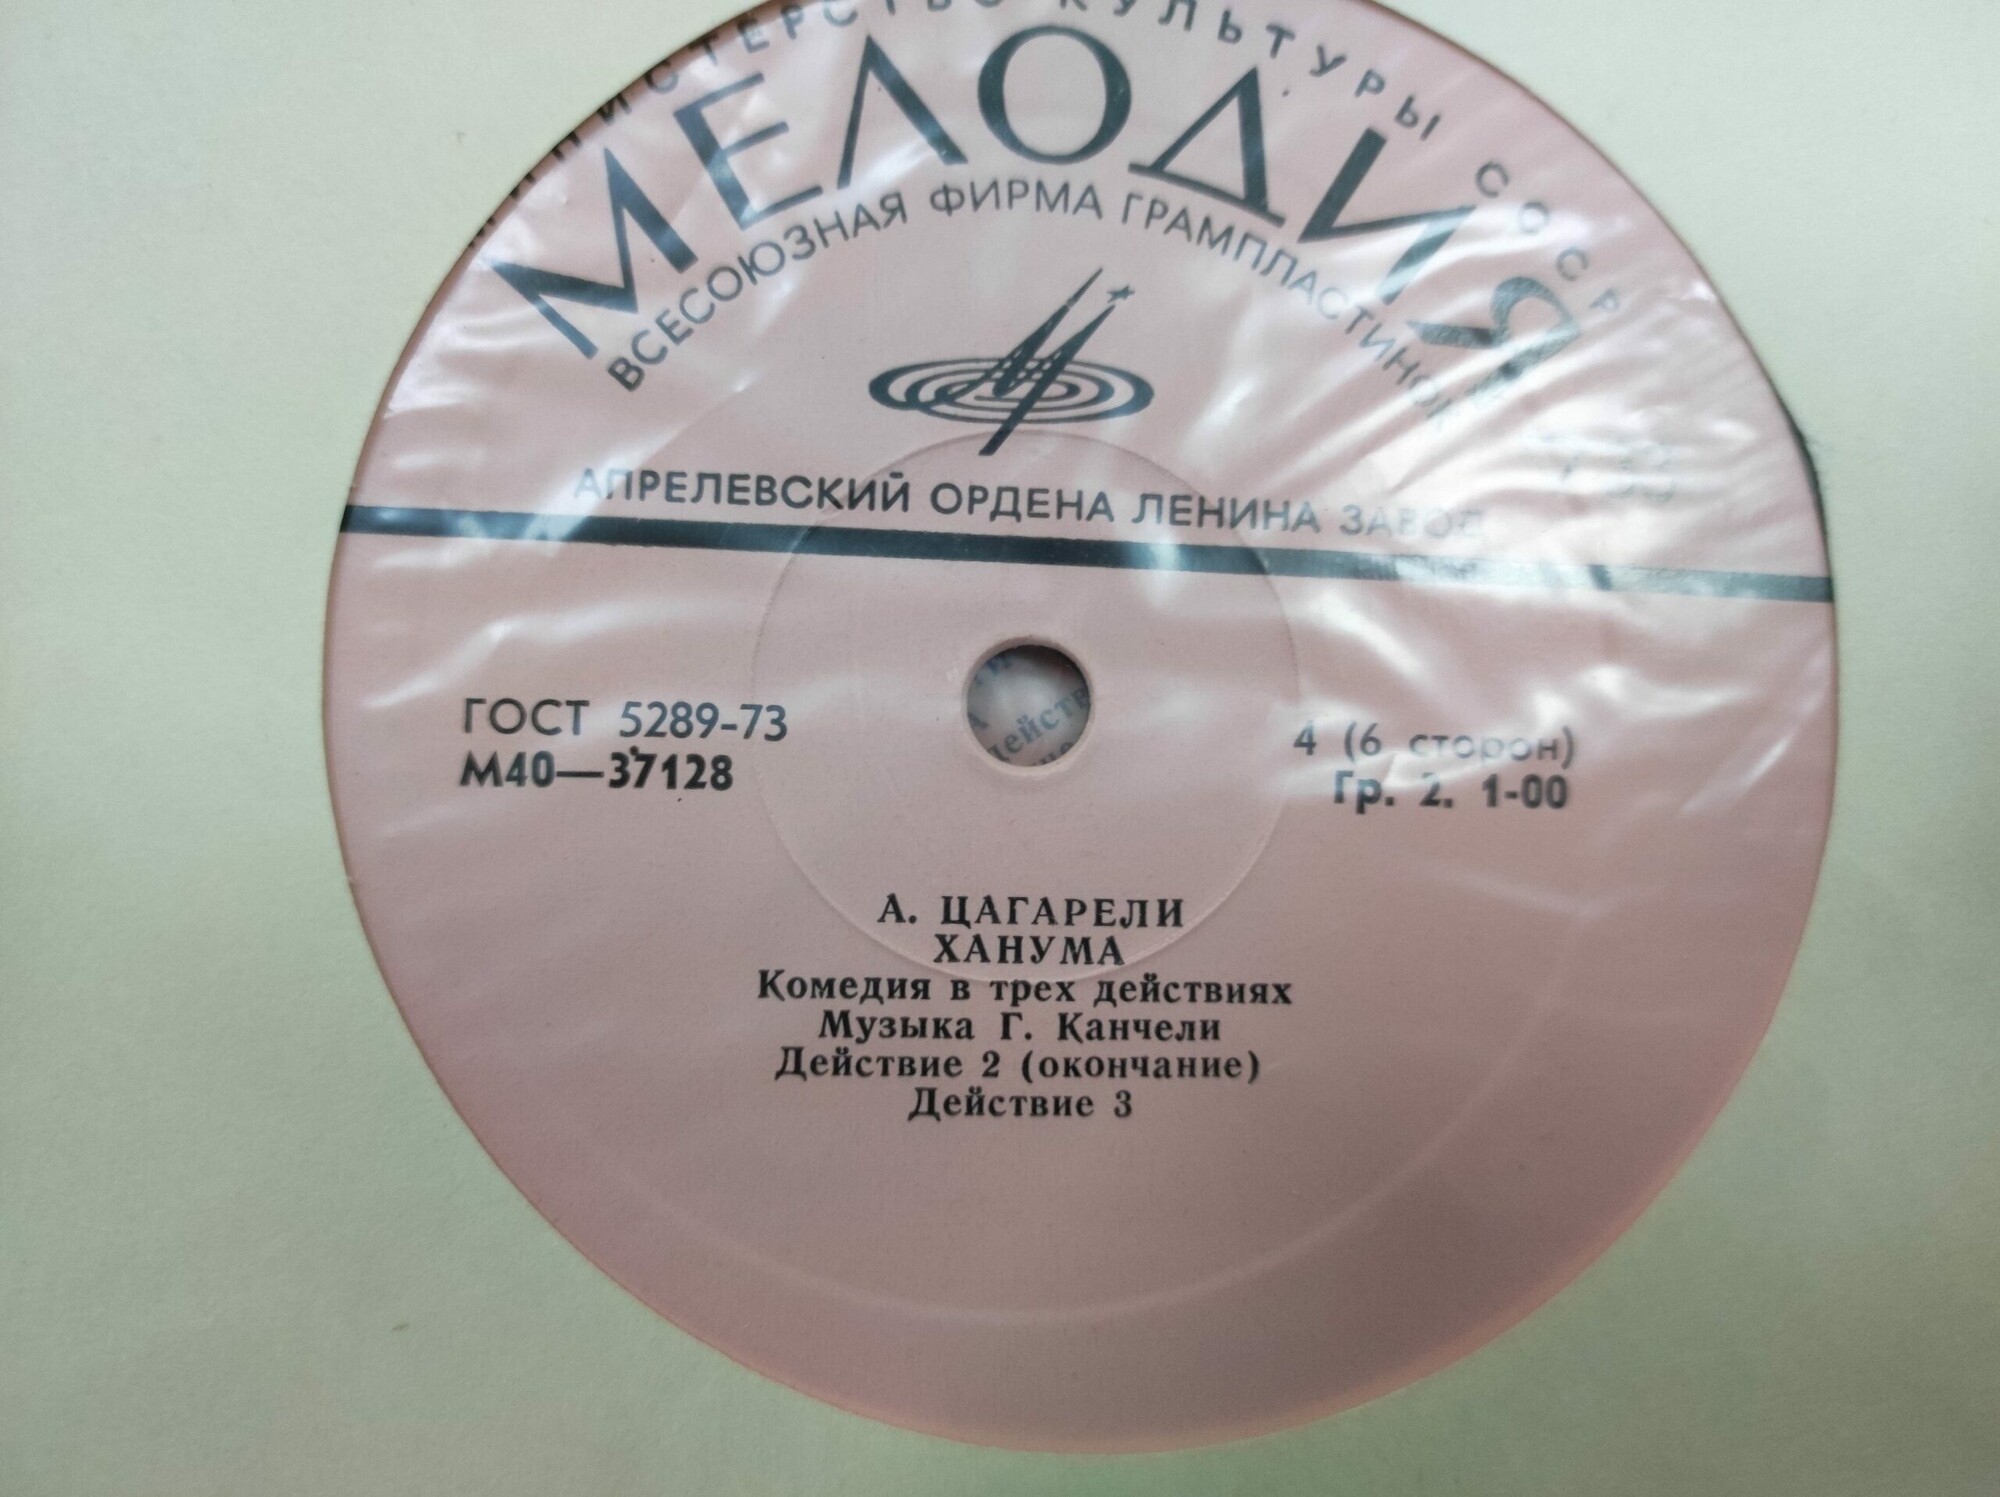 МИНИСТЕРСТВО КУЛЬТУРЫ СССР
МЕЛОДИЯ
ВСЕСОЮЗНАЯ ФИРМА ГРАМПЛАСТИНОК
АПРЕЛЕВСКИЙ ОРДЕНА ЛЕНИНА ЗАВОД
ГОСТ 5289-73
М40—37128
4 (6 сторон)
Гр. 2. 1-00
А. ЦАГАРЕЛИ
ХАНУМА
Комедия в трех действиях
Музыка Г. Канчели
Действие 2 (окончание)
Действие 3